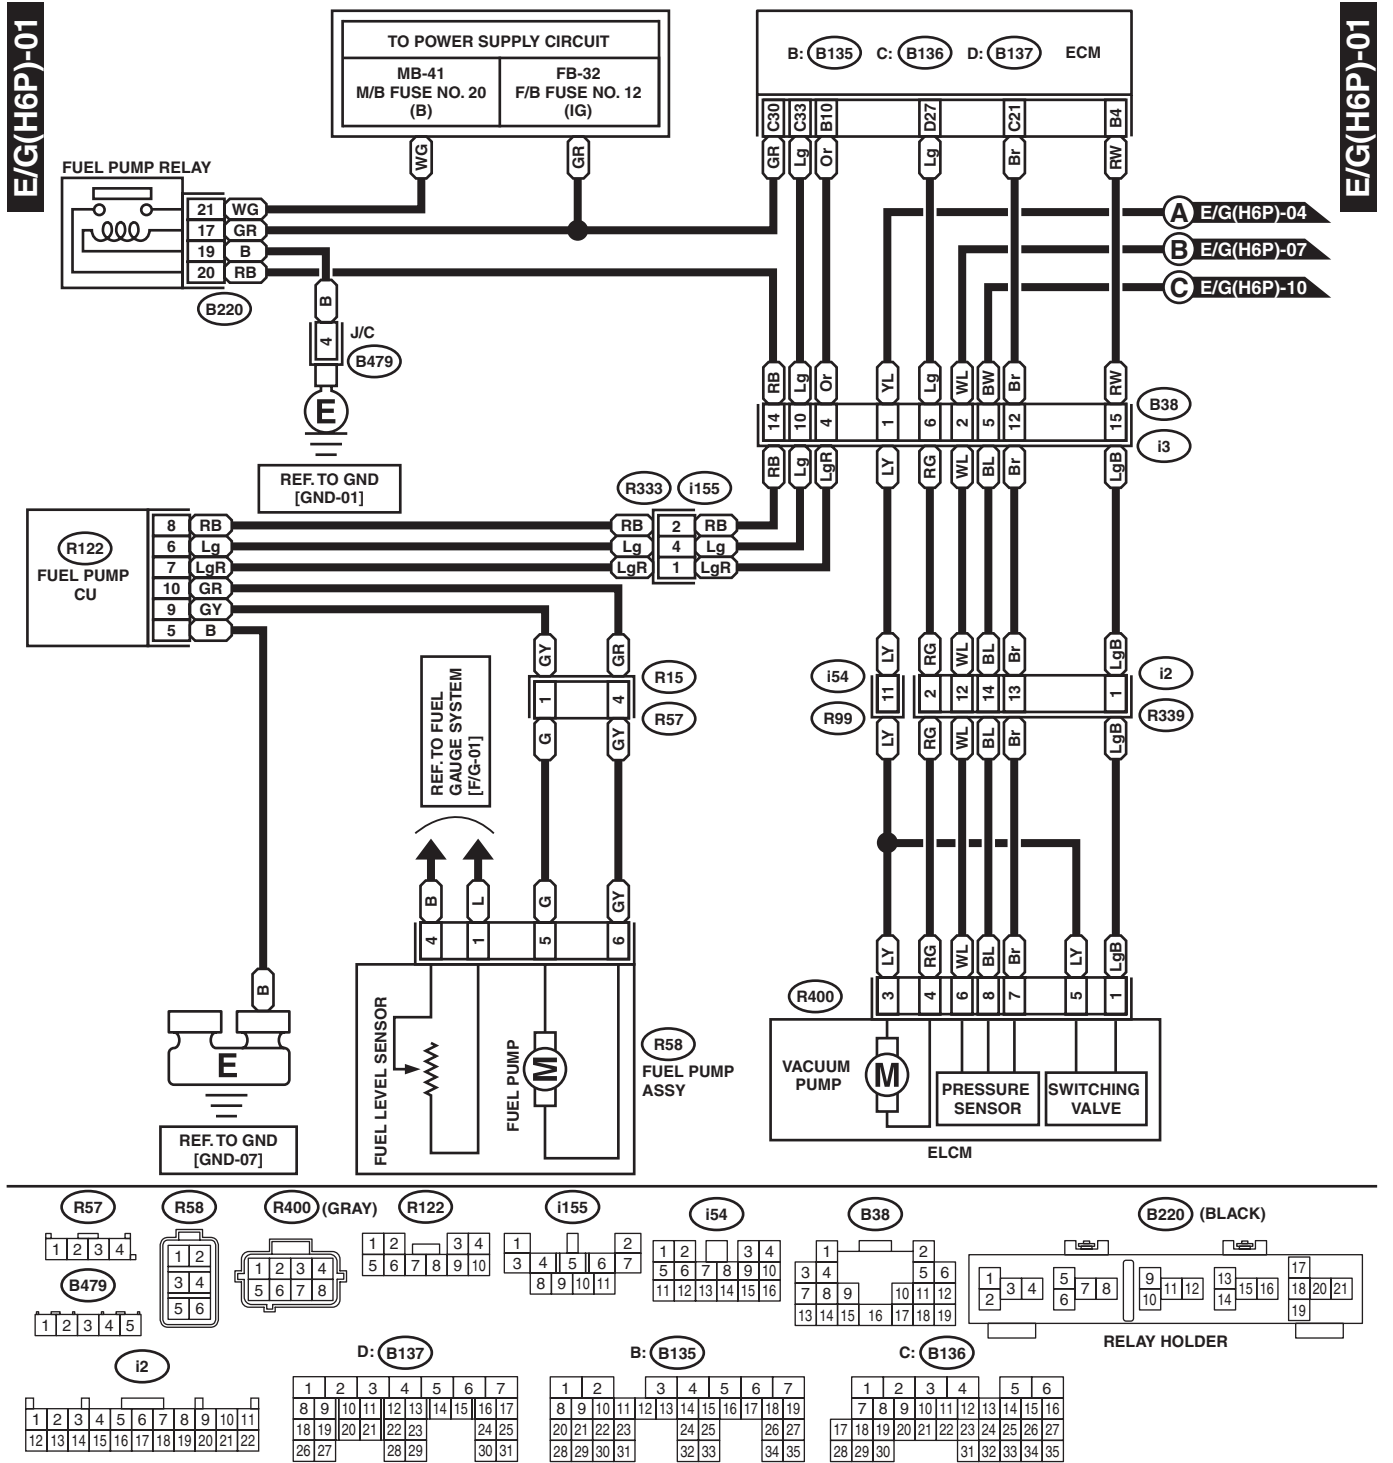 E/G(H6P)-01
E/G(H6P)-01
TO POWER SUPPLY CIRCUIT
MB-41
M/B FUSE NO. 20
(B)
FB-32
F/B FUSE NO. 12
(IG)
B: B135 C: B136 D: B137 ECM
C30 C33 B10 D27 C21 B4
WG GR GR Lg Or Lg Br RW
FUEL PUMP RELAY
21 WG
17 GR
19 B
20 RB
B220
A E/G(H6P)-04
B E/G(H6P)-07
C E/G(H6P)-10
B
4
J/C
B479
E
REF. TO GND
[GND-01]
RB Lg Or YL Lg WL BW Br RW
14 10 4 1 6 2 5 12 15
B38
i3
RB Lg LgR LY RG WL BL Br LgB
R333 i155
R122
FUEL PUMP
CU
8 RB RB 2 RB
6 Lg Lg 4 Lg
7 LgR LgR 1 LgR
10 GR
9 GY
5 B
GY GR
1 4
R15
R57
G GY
LY RG WL BL Br LgB
i54
R99
11 2 12 14 13 1
i2
R339
LY RG WL BL Br LgB
REF. TO FUEL
GAUGE SYSTEM
[F/G-01]
B L G GY
4 1 5 6
LY RG WL BL Br LY LgB
R400
3 4 6 8 7 5 1
B
E
REF. TO GND
[GND-07]
FUEL LEVEL SENSOR
FUEL PUMP
M
R58
FUEL PUMP
ASSY
VACUUM
PUMP
M
PRESSURE
SENSOR
SWITCHING
VALVE
ELCM
R57
1 2 3 4
B479
1 2 3 4 5
R58
1 2
3 4
5 6
R400 (GRAY)
1 2 3 4
5 6 7 8
R122
1 2 3 4
5 6 7 8 9 10
i155
1 2
3 4 5 6 7
8 9 10 11
i54
1 2 3 4
5 6 7 8 9 10
11 12 13 14 15 16
B38
1 2
3 4 5 6
7 8 9 10 11 12
13 14 15 16 17 18 19
B220 (BLACK)
1 2 3 4 5 6 7 8 9 10 11 12 13 14 15 16 17 18 19 20 21
RELAY HOLDER
i2
1 2 3 4 5 6 7 8 9 10 11
12 13 14 15 16 17 18 19 20 21 22
D: B137
1 2 3 4 5 6 7
8 9 10 11 12 13 14 15 16 17
18 19 20 21 22 23 24 25
26 27 28 29 30 31
B: B135
1 2 3 4 5 6 7
8 9 10 11 12 13 14 15 16 17 18 19
20 21 22 23 24 25 26 27
28 29 30 31 32 33 34 35
C: B136
1 2 3 4 5 6
7 8 9 10 11 12 13 14 15 16
17 18 19 20 21 22 23 24 25 26 27
28 29 30 31 32 33 34 35